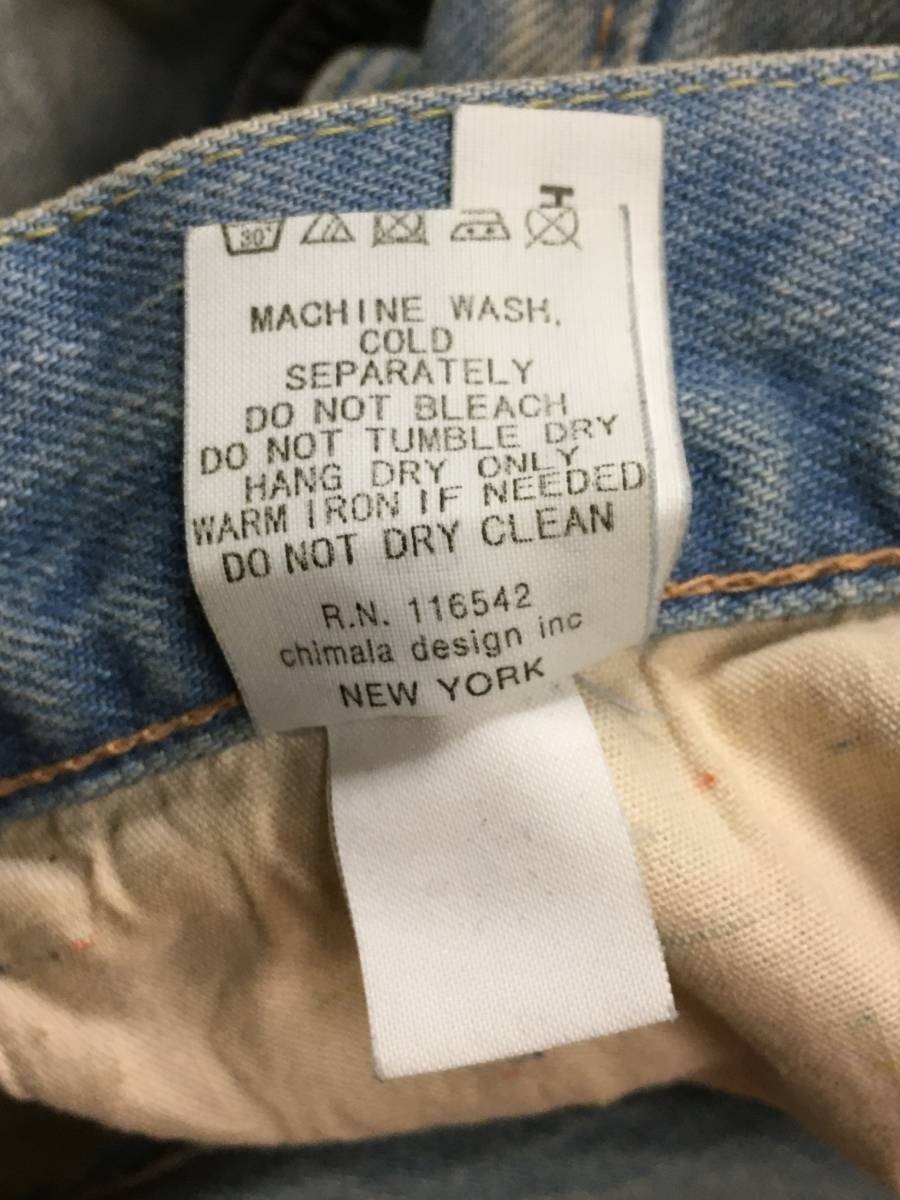 30°
H
MACHINE WASH,
COLD
SEPARATELY
DO NOT BLEACH
DO NOT TUMBLE DRY
HANG DRY ONLY
WARM IRON IF NEEDED
DO NOT DRY CLEAN
R.N. 116542
chimala design inc
NEW YORK